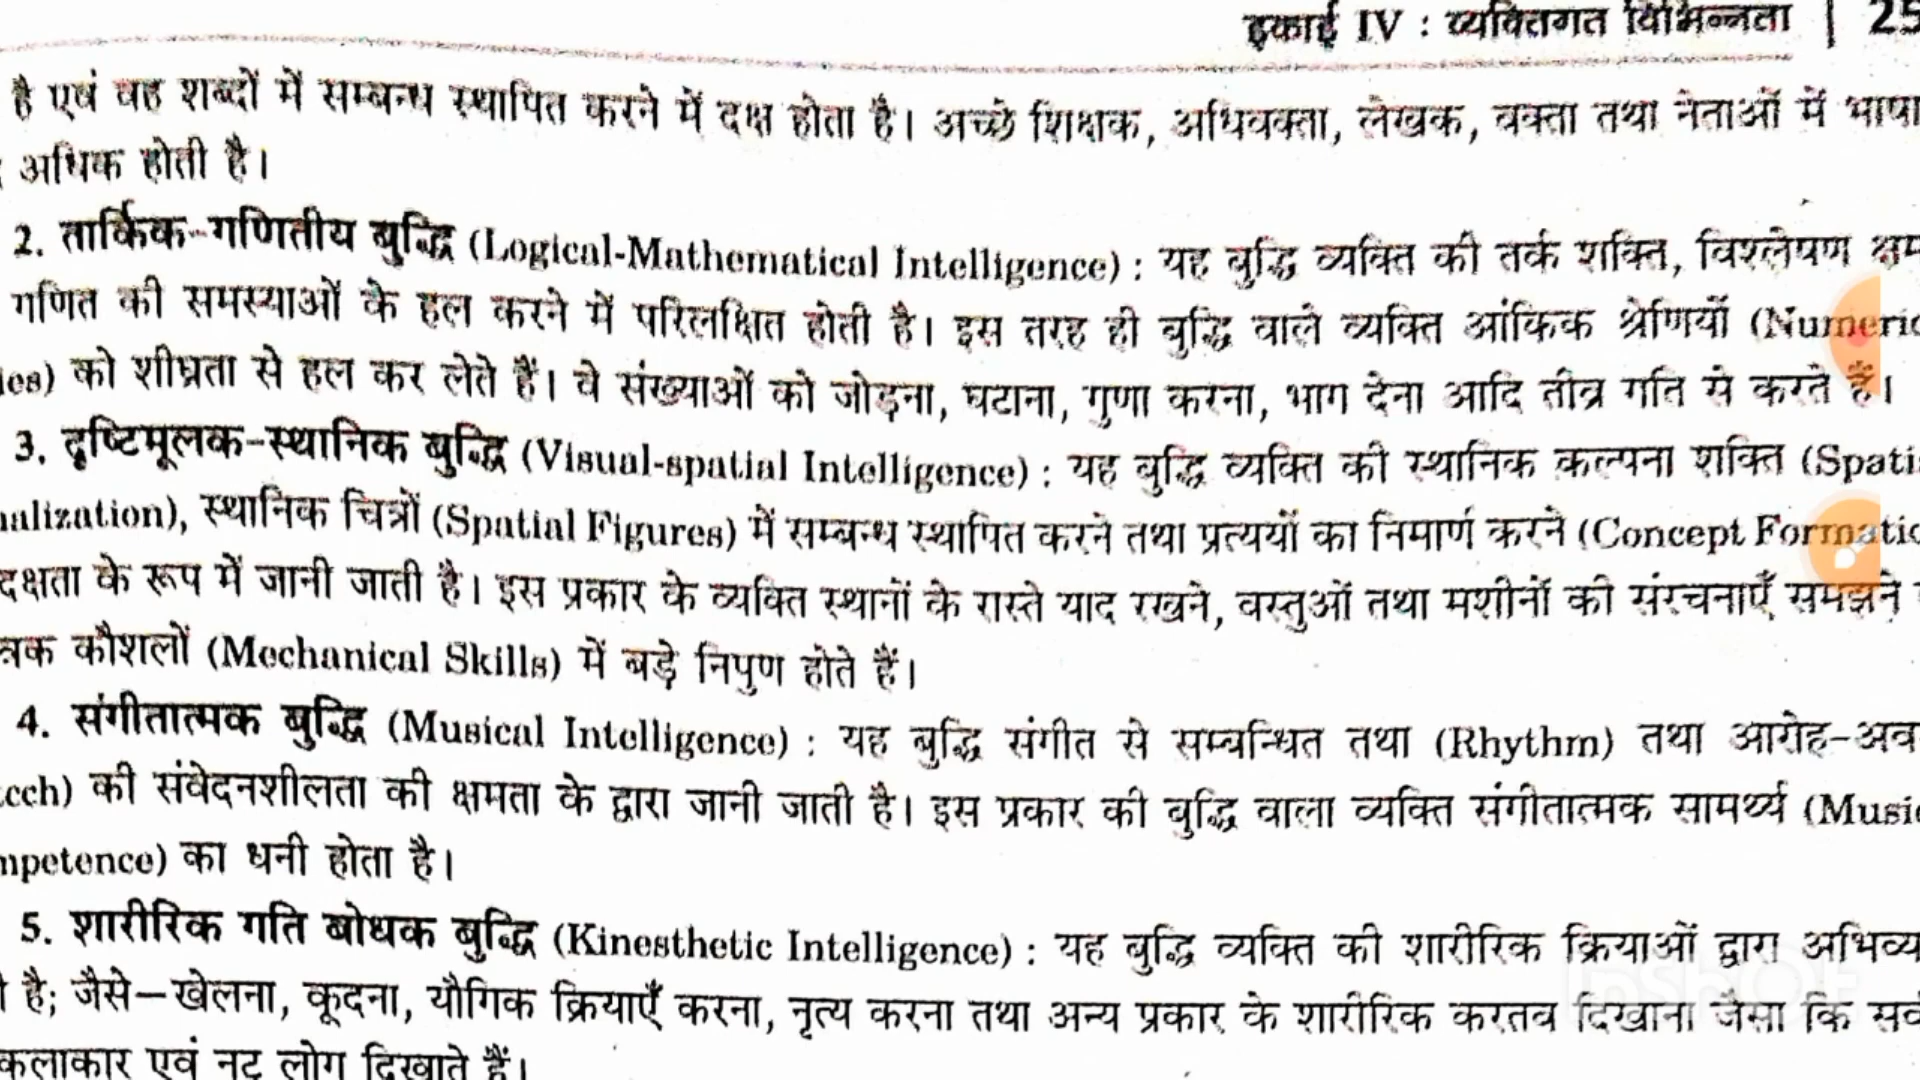 इकाई IV : व्यक्तिगत विभिन्नता | 25
है एवं वह शब्दों में सम्बन्ध स्थापित करने में दक्ष होता है। अच्छे शिक्षक, अधिवक्ता, लेखक, वक्ता तथा नेताओं में भाषा
अधिक होती है।
2. तार्किक-गणितीय बुद्धि (Logical-Mathematical Intelligence) : यह बुद्धि व्यक्ति की तर्क शक्ति, विश्लेषण क्षम
गणित की समस्याओं के हल करने में परिलक्षित होती है। इस तरह ही बुद्धि वाले व्यक्ति आंकिक श्रेणियों (Numeric
ies) को शीघ्रता से हल कर लेते हैं। वे संख्याओं को जोड़ना, घटाना, गुणा करना, भाग देना आदि तीव्र गति से करते हैं।
3. दृष्टिमूलक-स्थानिक बुद्धि (Visual-spatial Intelligence) : यह बुद्धि व्यक्ति की स्थानिक कल्पना शक्ति (Spati
ualization), स्थानिक चित्रों (Spatial Figures) में सम्बन्ध स्थापित करने तथा प्रत्ययों का निमार्ण करने (Concept Formatio
दक्षता के रूप में जानी जाती है। इस प्रकार के व्यक्ति स्थानों के रास्ते याद रखने, वस्तुओं तथा मशीनों की संरचनाएँ समझने
त्रिक कौशलों (Mechanical Skills) में बड़े निपुण होते हैं।
4. संगीतात्मक बुद्धि (Musical Intelligence) : यह बुद्धि संगीत से सम्बन्धित तथा (Rhythm) तथा आरोह-अव
eech) की संवेदनशीलता की क्षमता के द्वारा जानी जाती है। इस प्रकार की बुद्धि वाला व्यक्ति संगीतात्मक सामर्थ्य (Music
mpetence) का धनी होता है।
5. शारीरिक गति बोधक बुद्धि (Kinesthetic Intelligence) : यह बुद्धि व्यक्ति की शारीरिक क्रियाओं द्वारा अभिव्य
है; जैसे—खेलना, कूदना, यौगिक क्रियाएँ करना, नृत्य करना तथा अन्य प्रकार के शारीरिक करतब दिखाना जैसा कि सर्क
कलाकार एवं नट लोग दिखाते हैं।
InShOt